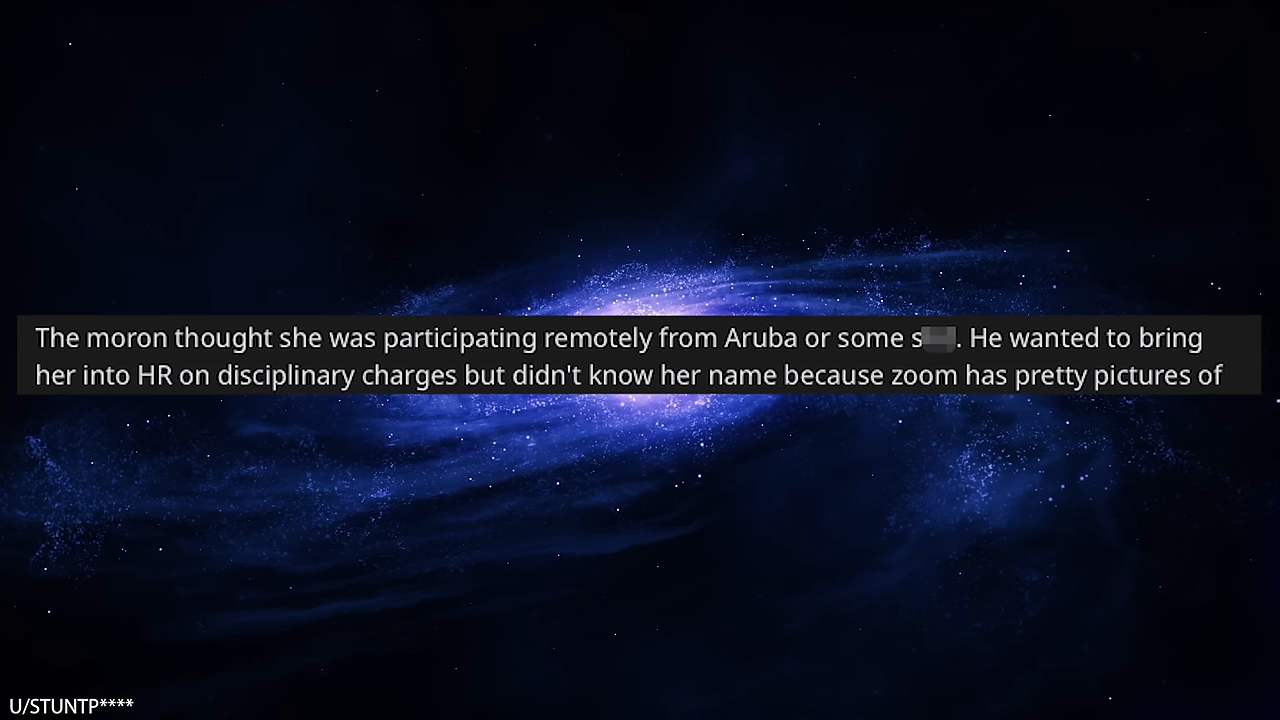 The moron thought she was participating remotely from Aruba or some s. He wanted to bring
her into HR on disciplinary charges but didn't know her name because zoom has pretty pictures of
U/STUNTP****